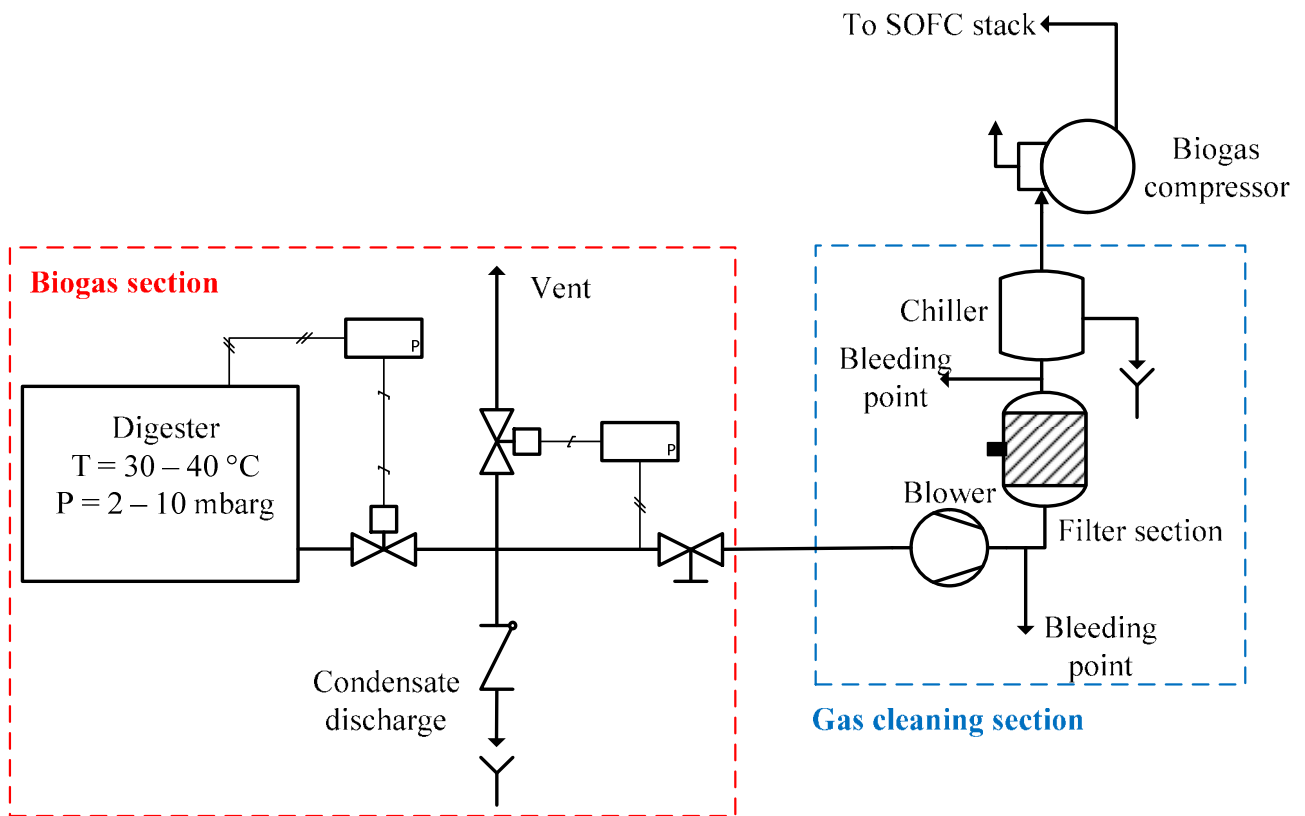 To SOFC stack
Biogas
compressor
Biogas section
Vent
P
Digester
T = 30 – 40 °C
P = 2 – 10 mbarg
P
Condensate
discharge
Chiller
Bleeding
point
Blower
Filter section
Bleeding
point
Gas cleaning section